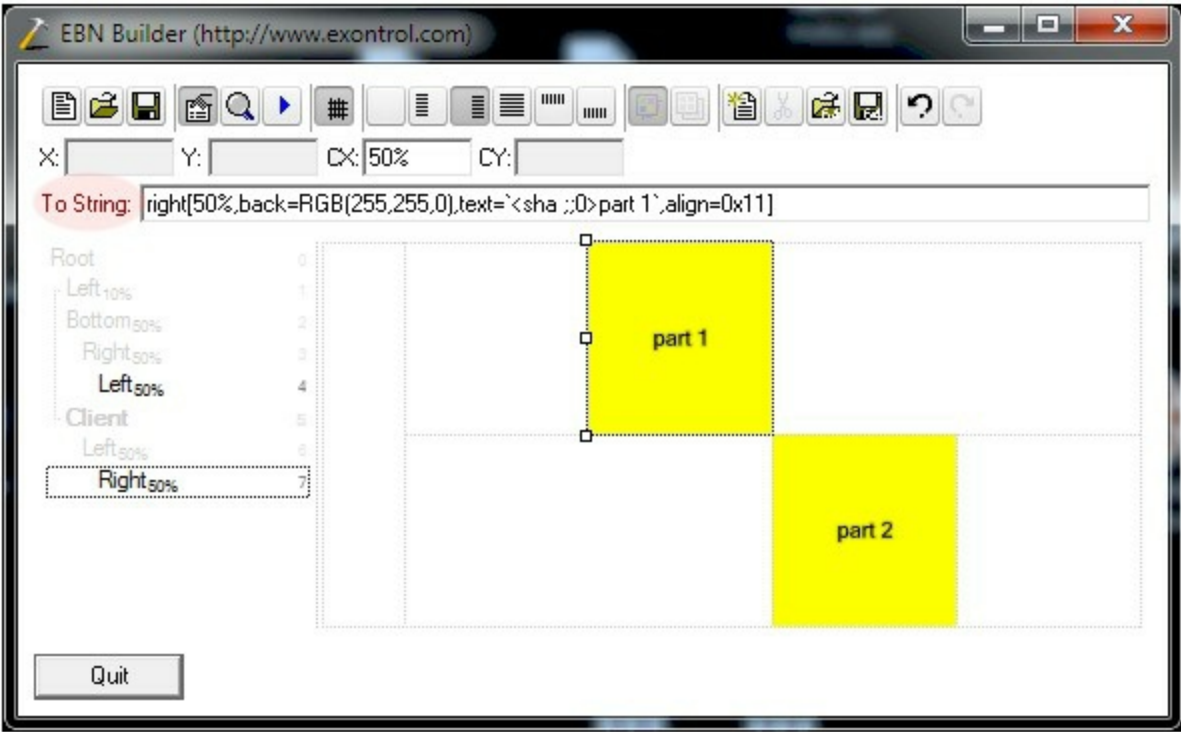 EBN Builder (http://www.exontrol.com)
X: Y: CX: 50% CY:
To String: right[50%,back=RGB(255,255,0),text=`<sha ;;0>part 1`,align=0x11]
Root 0
Left10% 1
Bottom50% 2
Right50% 3
Left50% 4
Client 5
Left50% 6
Right50% 7
part 1
part 2
Quit